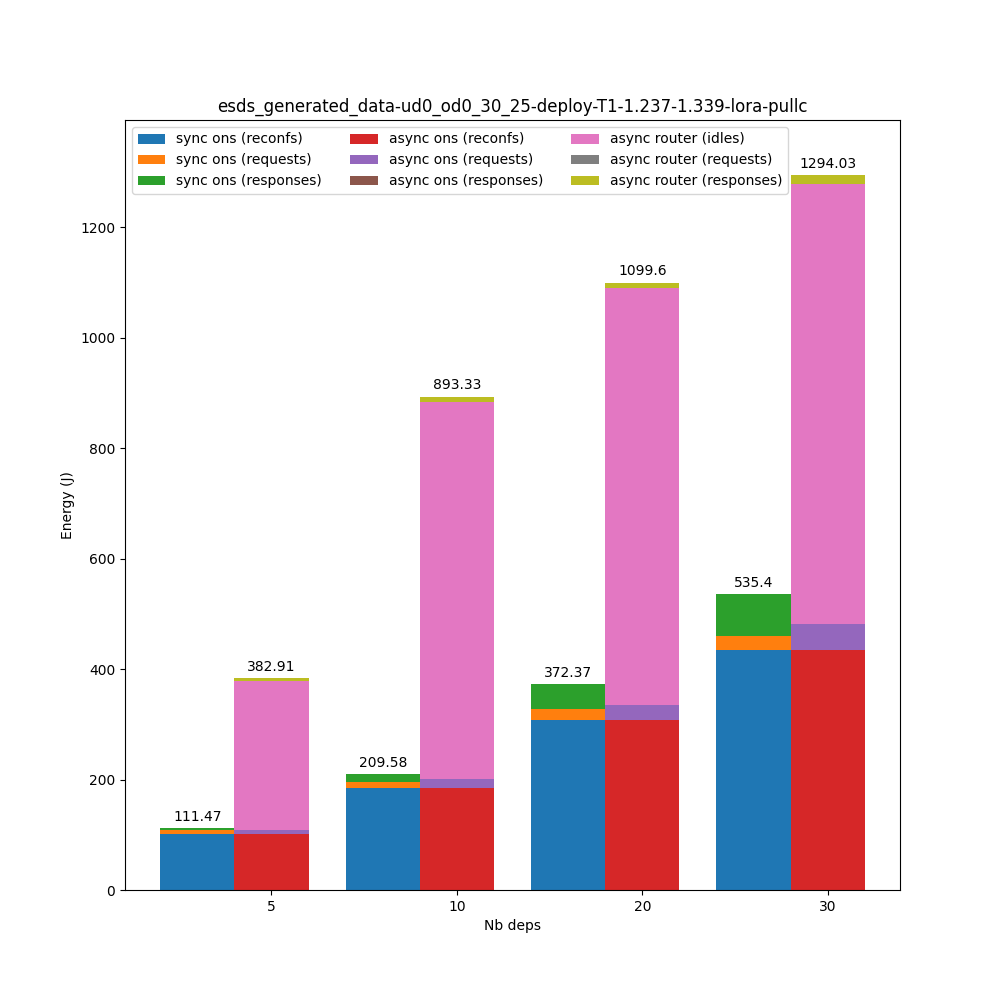 esds_generated_data-ud0_od0_30_25-deploy-T1-1.237-1.339-lora-pullc
sync ons (reconfs) async ons (reconfs) async router (idles)
sync ons (requests) async ons (requests) async router (requests)
sync ons (responses) async ons (responses) async router (responses)
1294.03
1200
1099.6
1000
893.33
800
Energy (J)
600
535.4
400
382.91
372.37
209.58
200
111.47
0
5 10 20 30
Nb deps